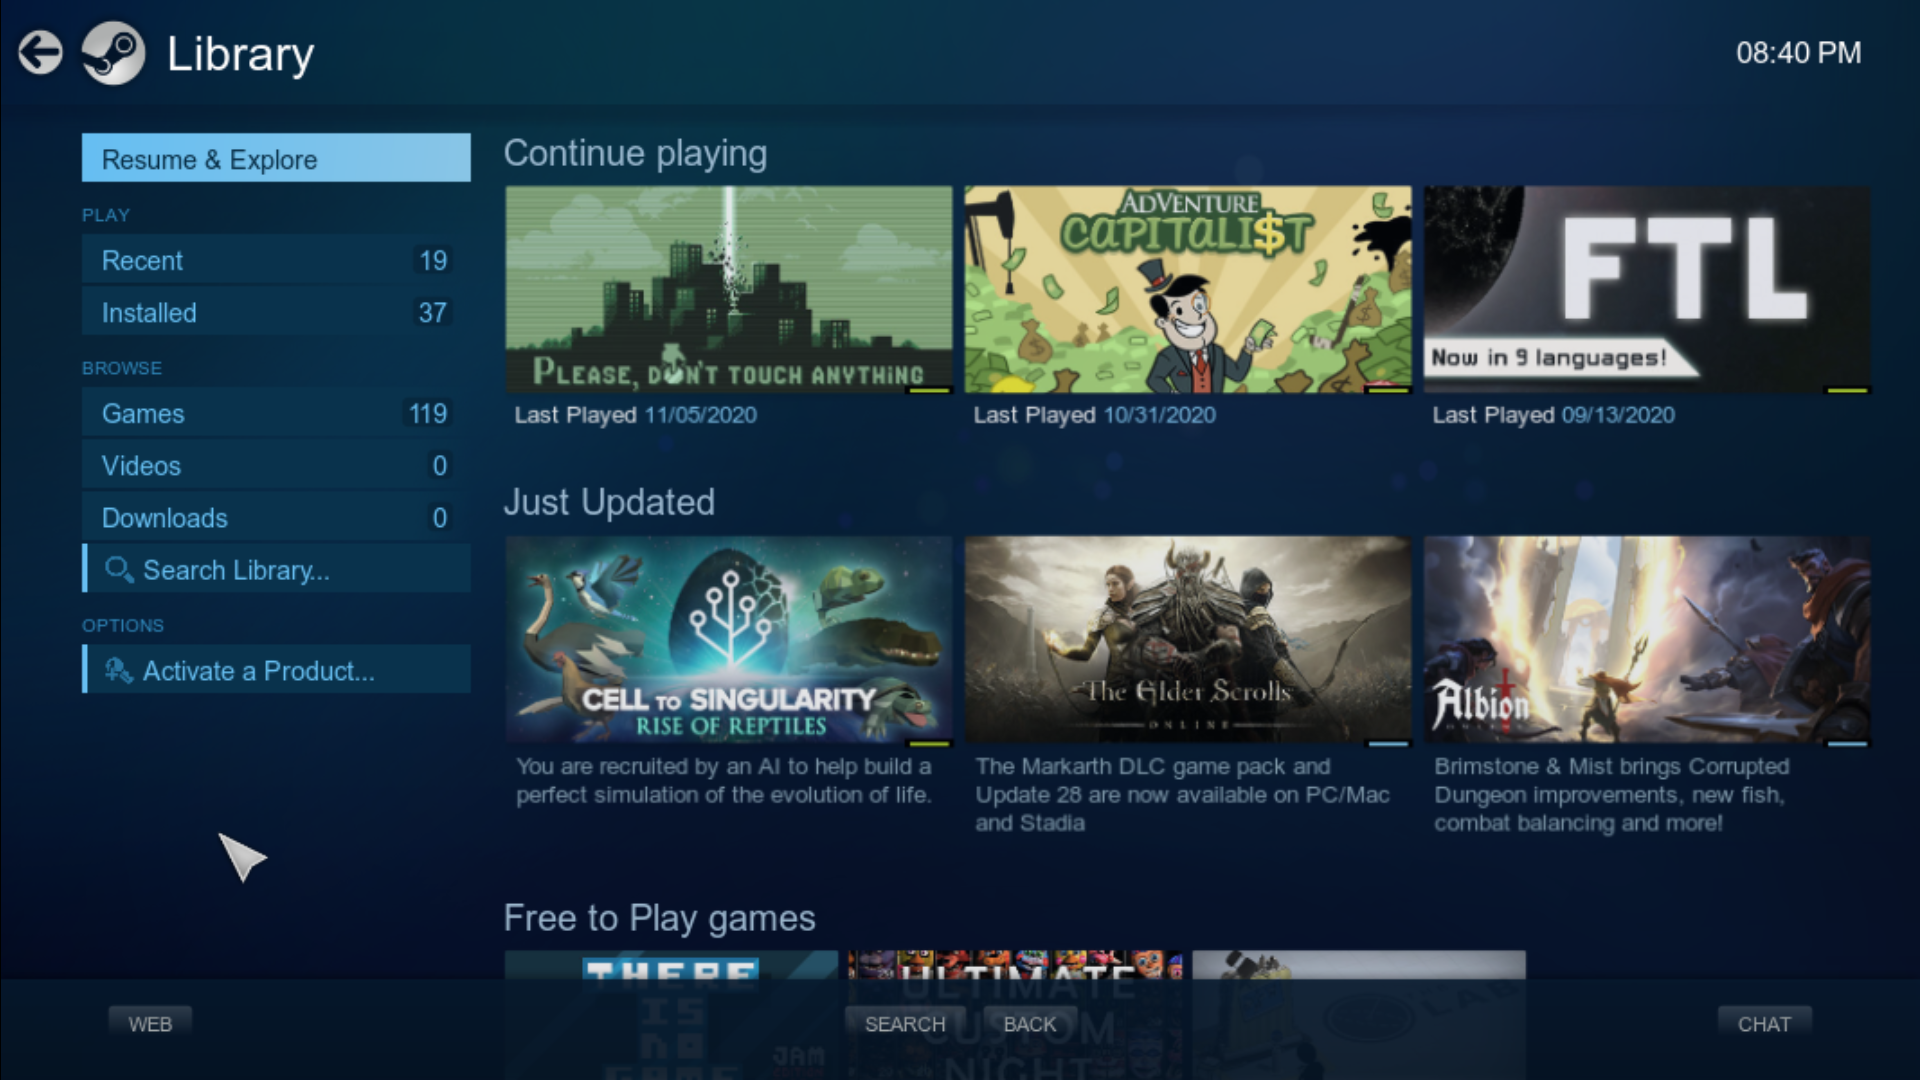 Library
08:40 PM
Resume & Explore
PLAY
Recent 19
Installed 37
BROWSE
Games 119
Videos 0
Downloads 0
Search Library...
OPTIONS
Activate a Product...
Continue playing
PLEASE, DON'T TOUCH ANYTHING
Last Played 11/05/2020
ADVENTURE
CAPITALI$T
Last Played 10/31/2020
FTL
Now in 9 languages!
Last Played 09/13/2020
Just Updated
CELL TO SINGULARITY
RISE OF REPTILES
You are recruited by an AI to help build a
perfect simulation of the evolution of life.
The Elder Scrolls
ONLINE
The Markarth DLC game pack and
Update 28 are now available on PC/Mac
and Stadia
Albion
ONLINE
Brimstone & Mist brings Corrupted
Dungeon improvements, new fish,
combat balancing and more!
Free to Play games
THERE
IS
NO
GAME
JAM
ULTIMATE
CUSTOM
NIGHT
WEB
SEARCH
BACK
CHAT